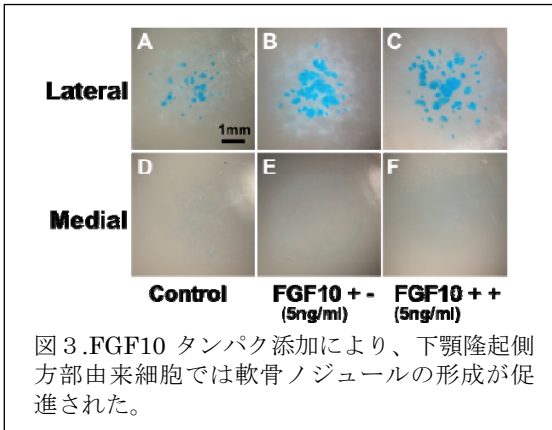 A B C
Lateral
1mm
D E F
Medial
Control FGF10 + - FGF10 + +
(5ng/ml) (5ng/ml)
図3.FGF10 タンパク添加により、下顎隆起側
方部由来細胞では軟骨ノジュールの形成が促
進された。